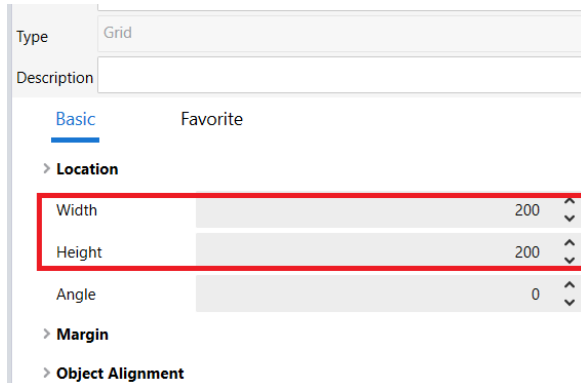 Type Grid
Description
Basic Favorite
Location
Width 200
Height 200
Angle 0
Margin
Object Alignment